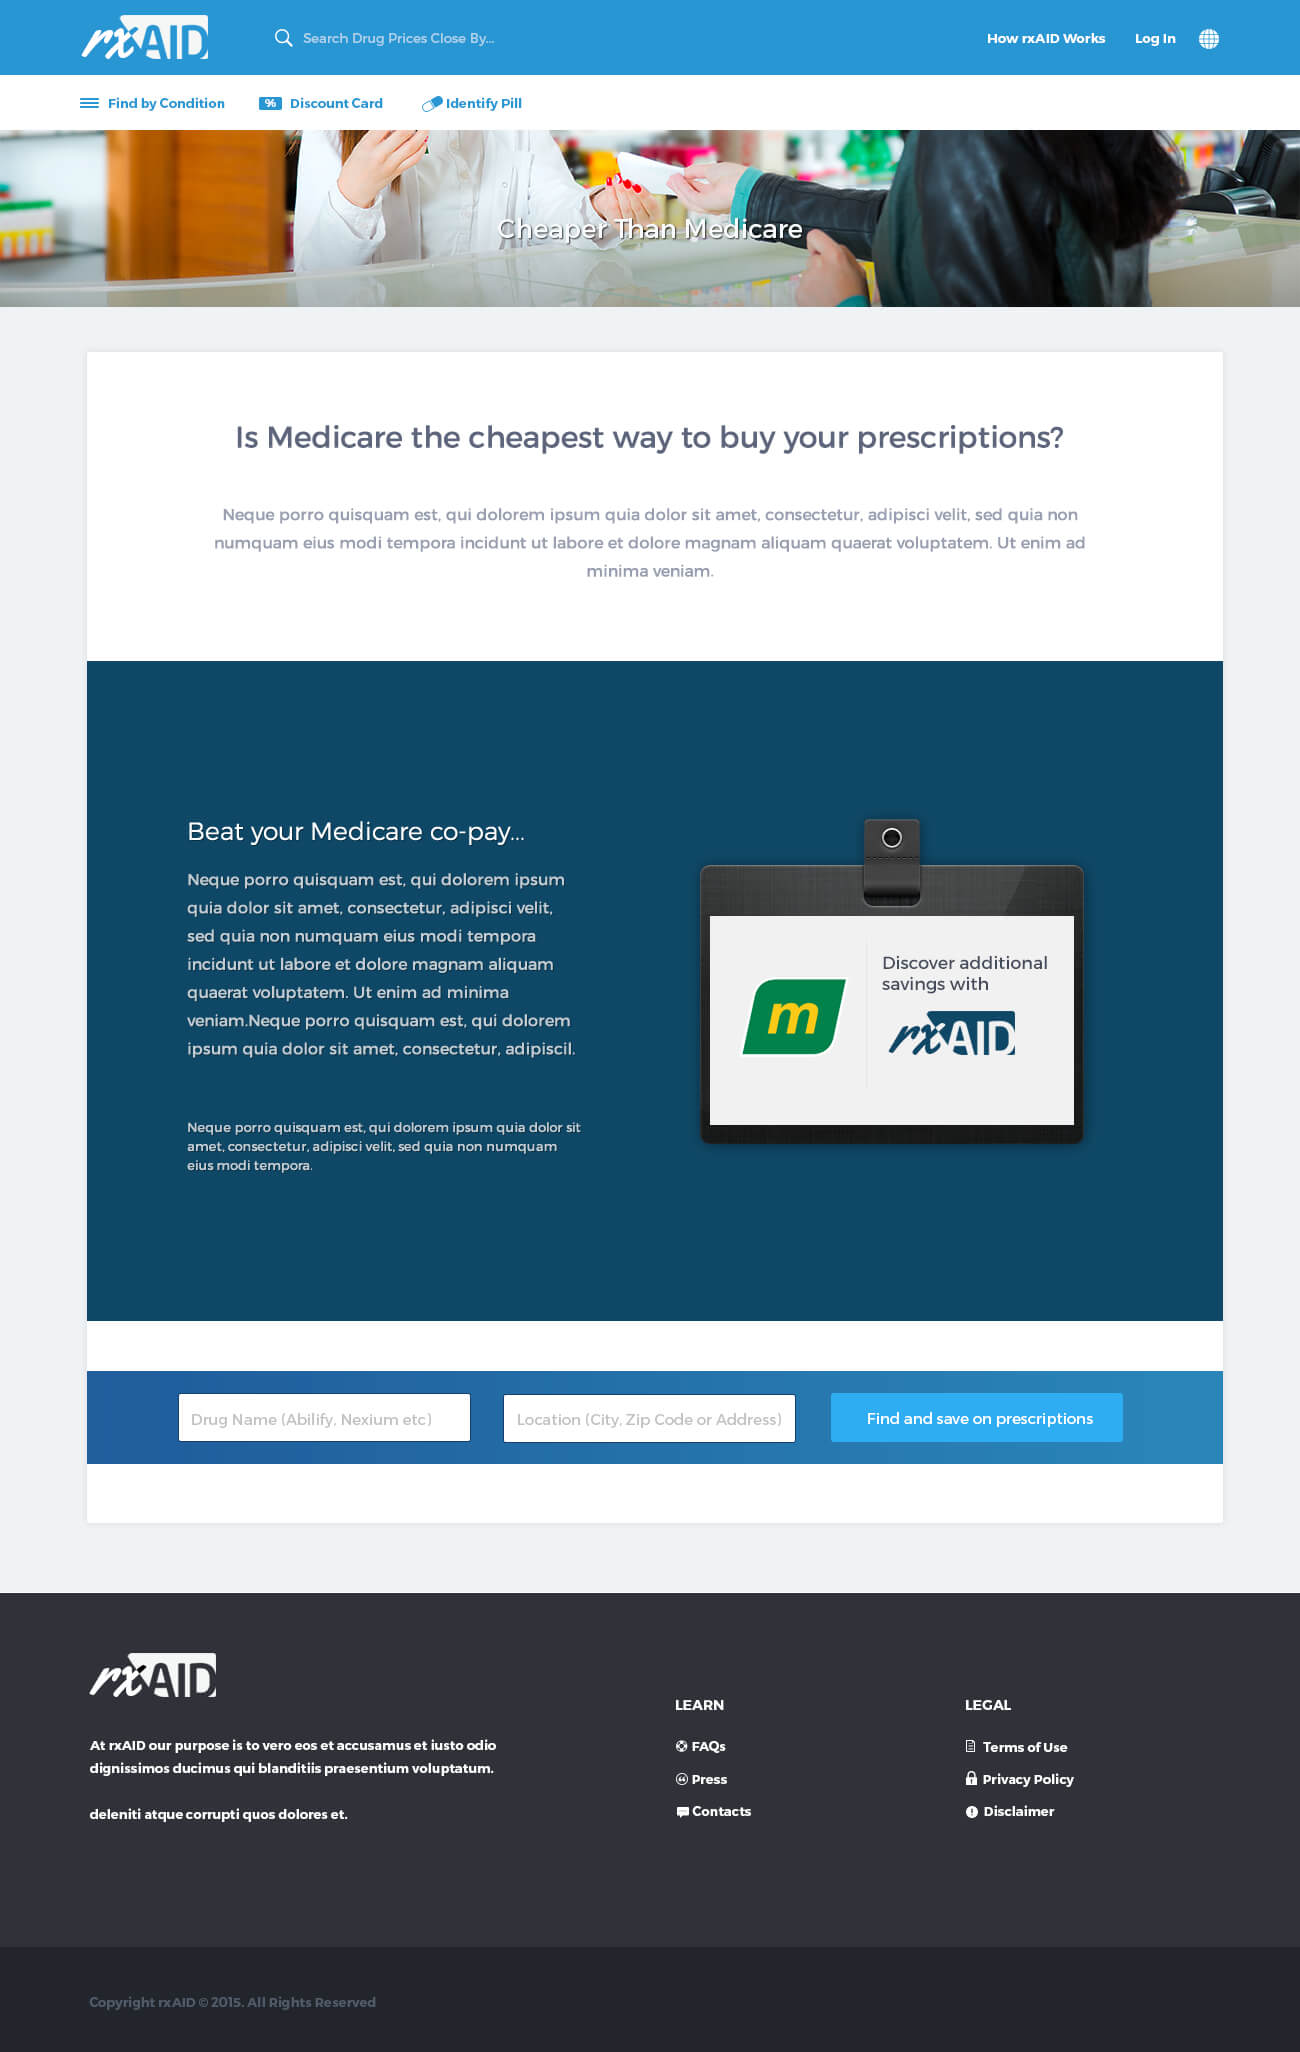 rxAID
Search Drug Prices Close By...
How rxAID Works
Log In
Find by Condition
%
Discount Card
Identify Pill
Cheaper Than Medicare
Is Medicare the cheapest way to buy your prescriptions?
Neque porro quisquam est, qui dolorem ipsum quia dolor sit amet, consectetur, adipisci velit, sed quia non
numquam eius modi tempora incidunt ut labore et dolore magnam aliquam quaerat voluptatem. Ut enim ad
minima veniam.
Beat your Medicare co-pay...
Neque porro quisquam est, qui dolorem ipsum
quia dolor sit amet, consectetur, adipisci velit,
sed quia non numquam eius modi tempora
incidunt ut labore et dolore magnam aliquam
quaerat voluptatem. Ut enim ad minima
veniam.Neque porro quisquam est, qui dolorem
ipsum quia dolor sit amet, consectetur, adipiscil.
Neque porro quisquam est, qui dolorem ipsum quia dolor sit
amet, consectetur, adipisci velit, sed quia non numquam
eius modi tempora.
m
Discover additional
savings with
rxAID
Drug Name (Abilify, Nexium etc)
Location (City, Zip Code or Address)
Find and save on prescriptions
rxAID
At rxAID our purpose is to vero eos et accusamus et iusto odio
dignissimos ducimus qui blanditiis praesentium voluptatum.
deleniti atque corrupti quos dolores et.
LEARN
FAQs
Press
Contacts
LEGAL
Terms of Use
Privacy Policy
Disclaimer
Copyright rxAID © 2015. All Rights Reserved